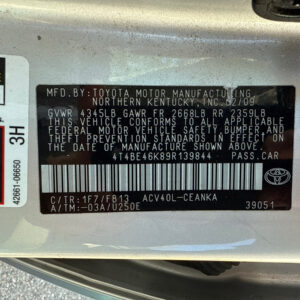 MFD.BY:TOYOTA MOTOR MANUFACTURING
NORTHERN KENTUCKY,INC.02/09
GVWR 4345LB GAWR FR 2668LB RR 2359LB
THIS VEHICLE CONFORMS TO ALL APPLICABLE
FEDERAL MOTOR VEHICLE SAFETY, BUMPER
AND THEFT PREVENTION STANDARDS IN EFFECT
ON THE DATE OF MANUFACTURE SHOWN ABOVE.
4T4BE46K89R139844 PASS.CAR
C/TR:1F7/FB13 ACV40L-CEANKA
A/TM:-03A/U250E 39051
TOYOTA
3H
42661-06650